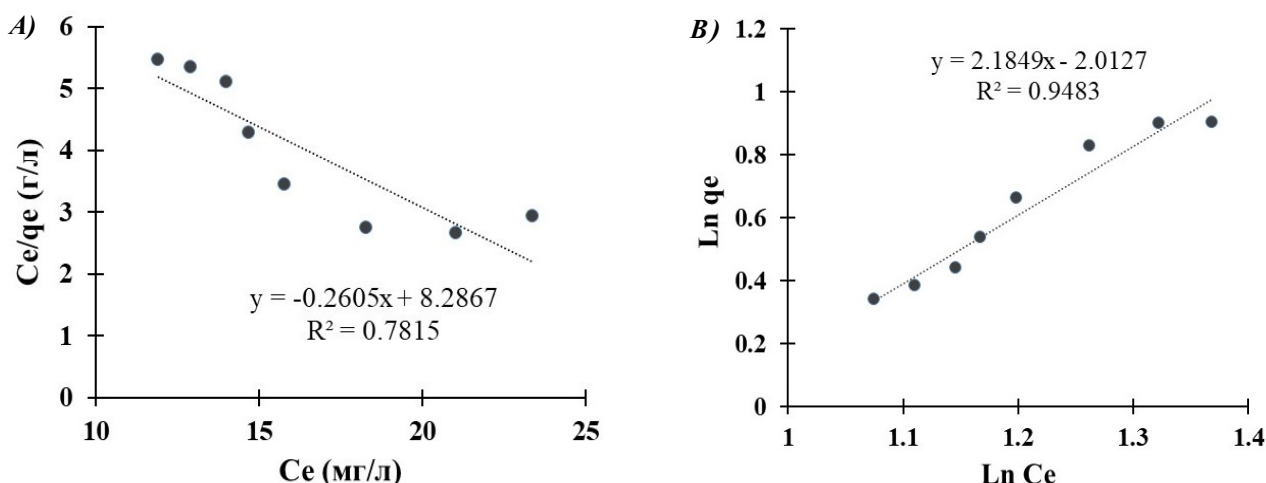 A)
6
5
4
3
2
1
0
Ce/qe (г/л)
y = -0.2605x + 8.2867
R² = 0.7815
10 15 20 25
Ce (мг/л)
B)
1.2
1
0.8
0.6
0.4
0.2
0
Ln qe
y = 2.1849x - 2.0127
R² = 0.9483
1 1.1 1.2 1.3 1.4
Ln Ce